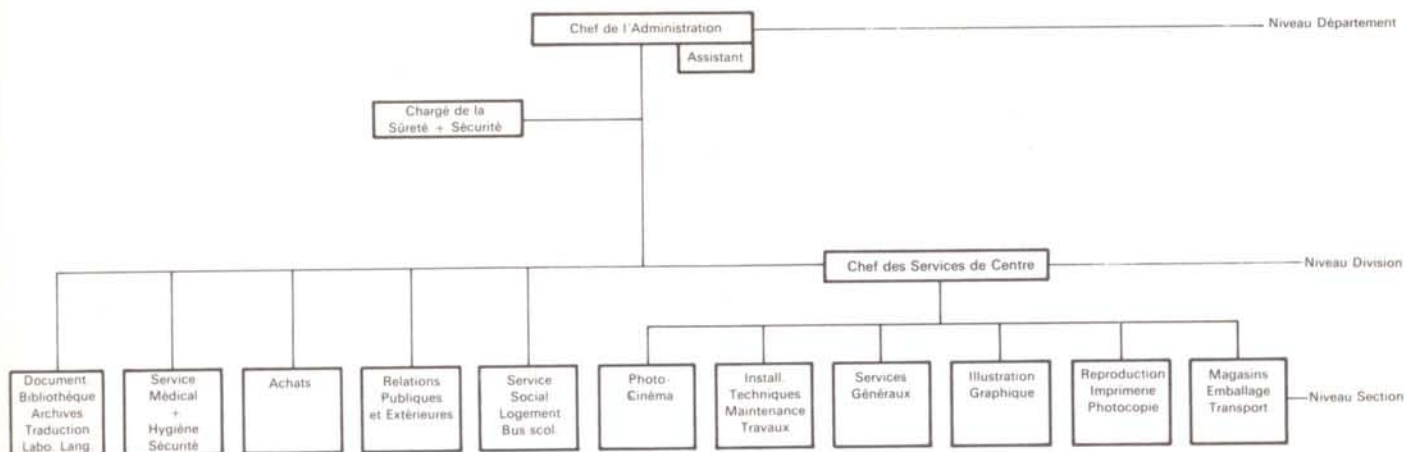 Chef de l'Administration
Niveau Département
Assistant
Chargé de la
Sûreté + Sécurité
Chef des Services de Centre
Niveau Division
Document.
Bibliothèque
Archives
Traduction
Labo. Lang.
Service
Médical
+
Hygiène
Sécurité
Achats
Relations
Publiques
et Extérieures
Service
Social
Logement
Bus scol.
Photo-
Cinéma
Install.
Techniques
Maintenance
Travaux
Services
Généraux
Illustration
Graphique
Reproduction
Imprimerie
Photocopie
Magasins
Emballage
Transport
Niveau Section